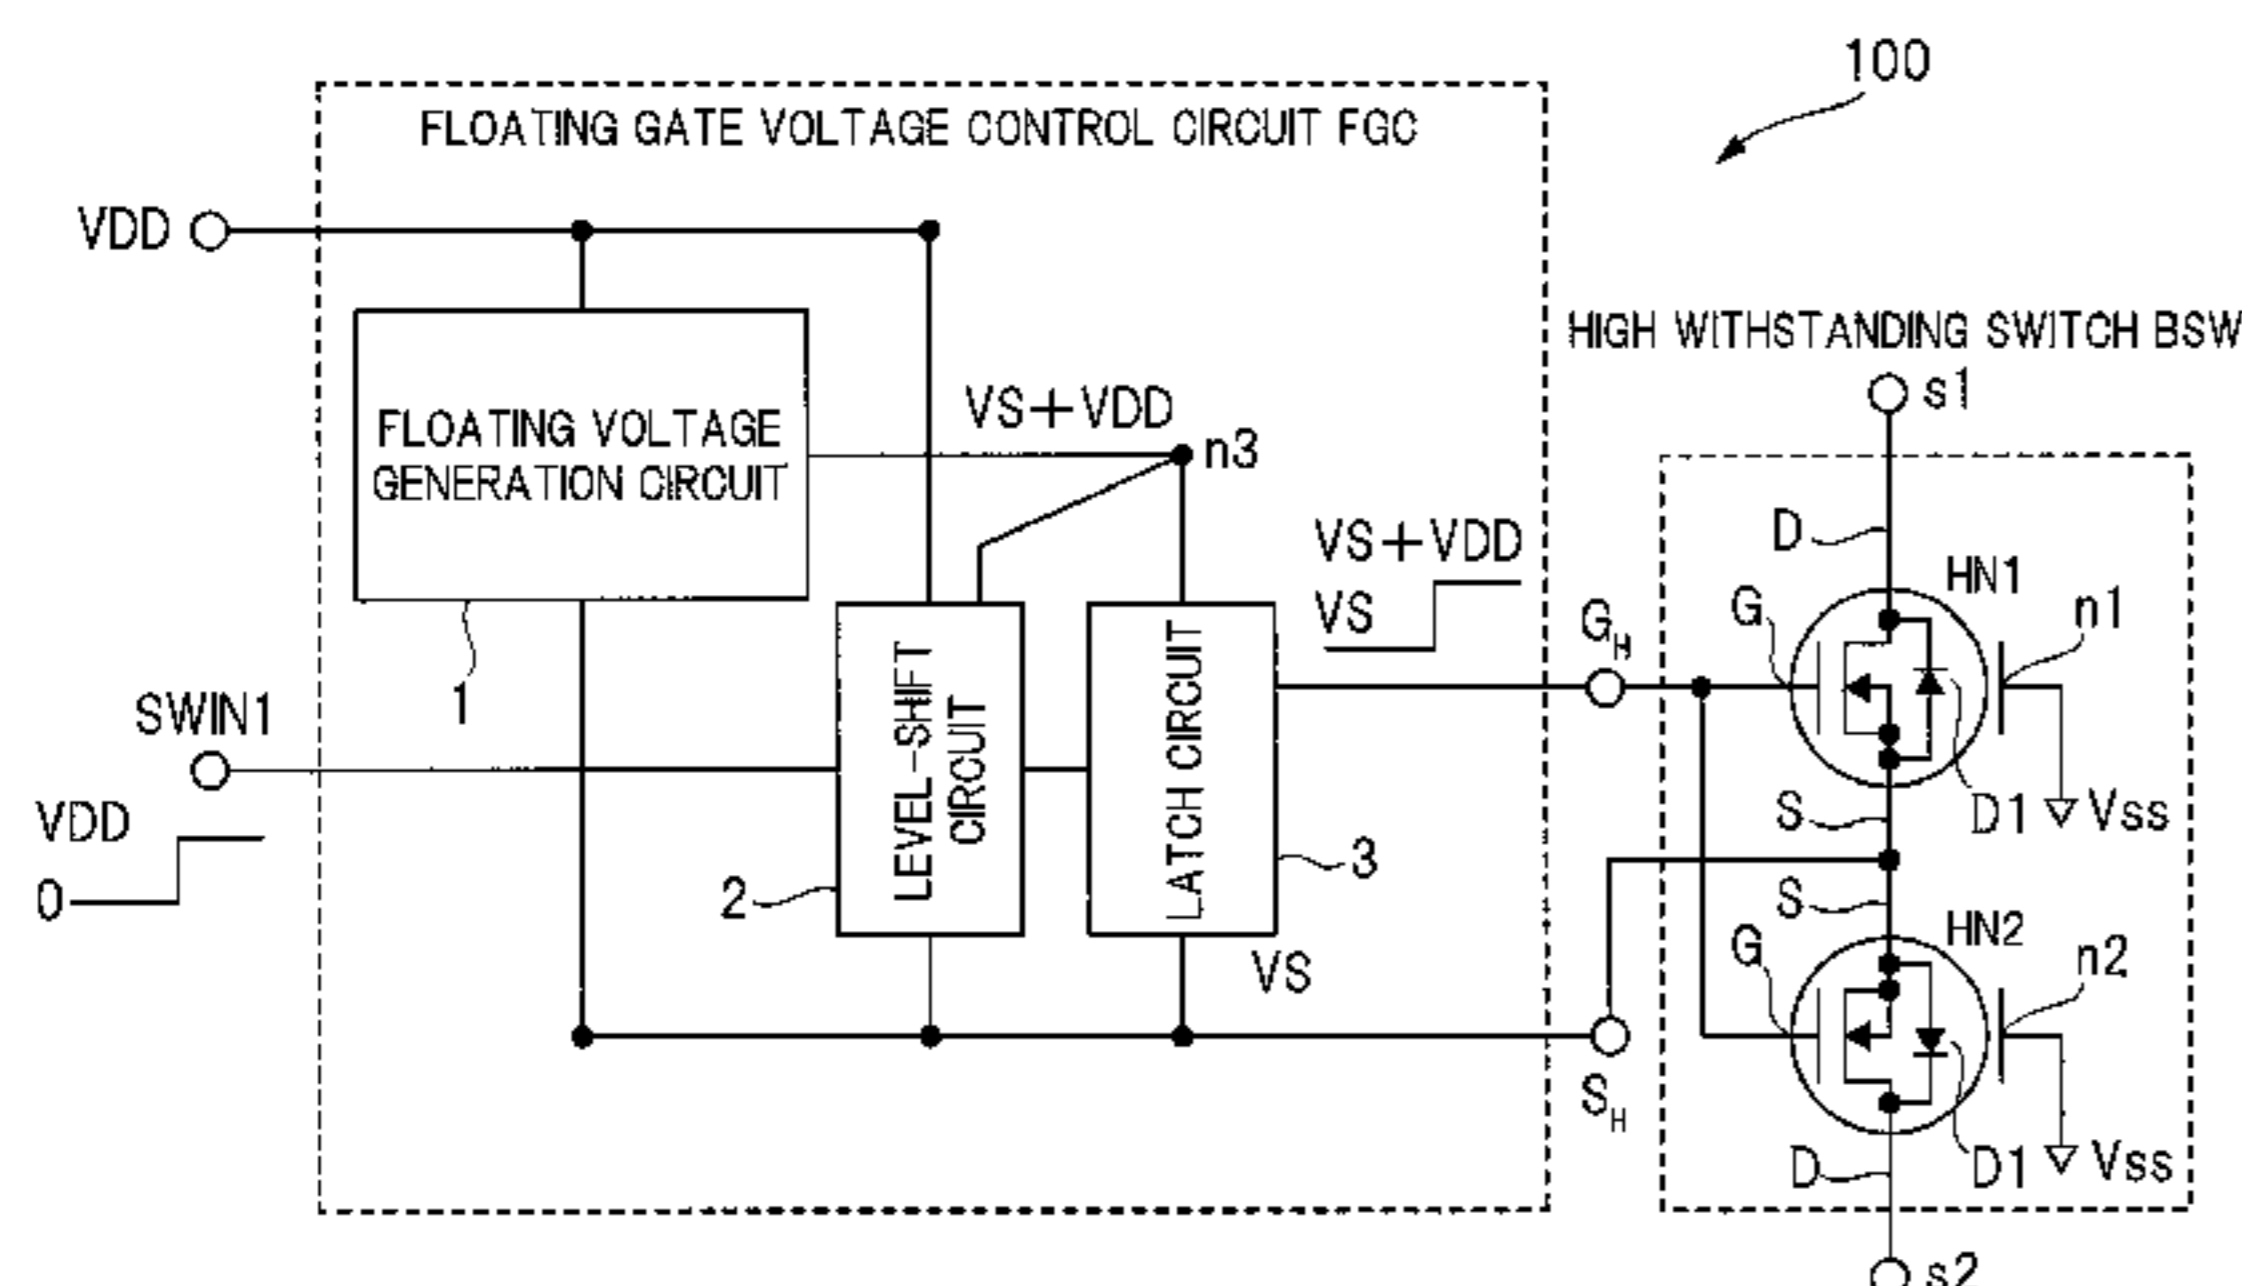 100
FLOATING GATE VOLTAGE CONTROL CIRCUIT FGC
VDD
HIGH WITHSTANDING SWITCH BSW
s1
FLOATING VOLTAGE
GENERATION CIRCUIT
VS+VDD
n3
1
VS+VDD
VS
SWIN1
VDD
0
LEVEL-SHIFT
CIRCUIT
2
LATCH CIRCUIT
3
VS
GH
SH
D
HN1
G
n1
S
D1
Vss
S
HN2
G
n2
D
D1
Vss
s2